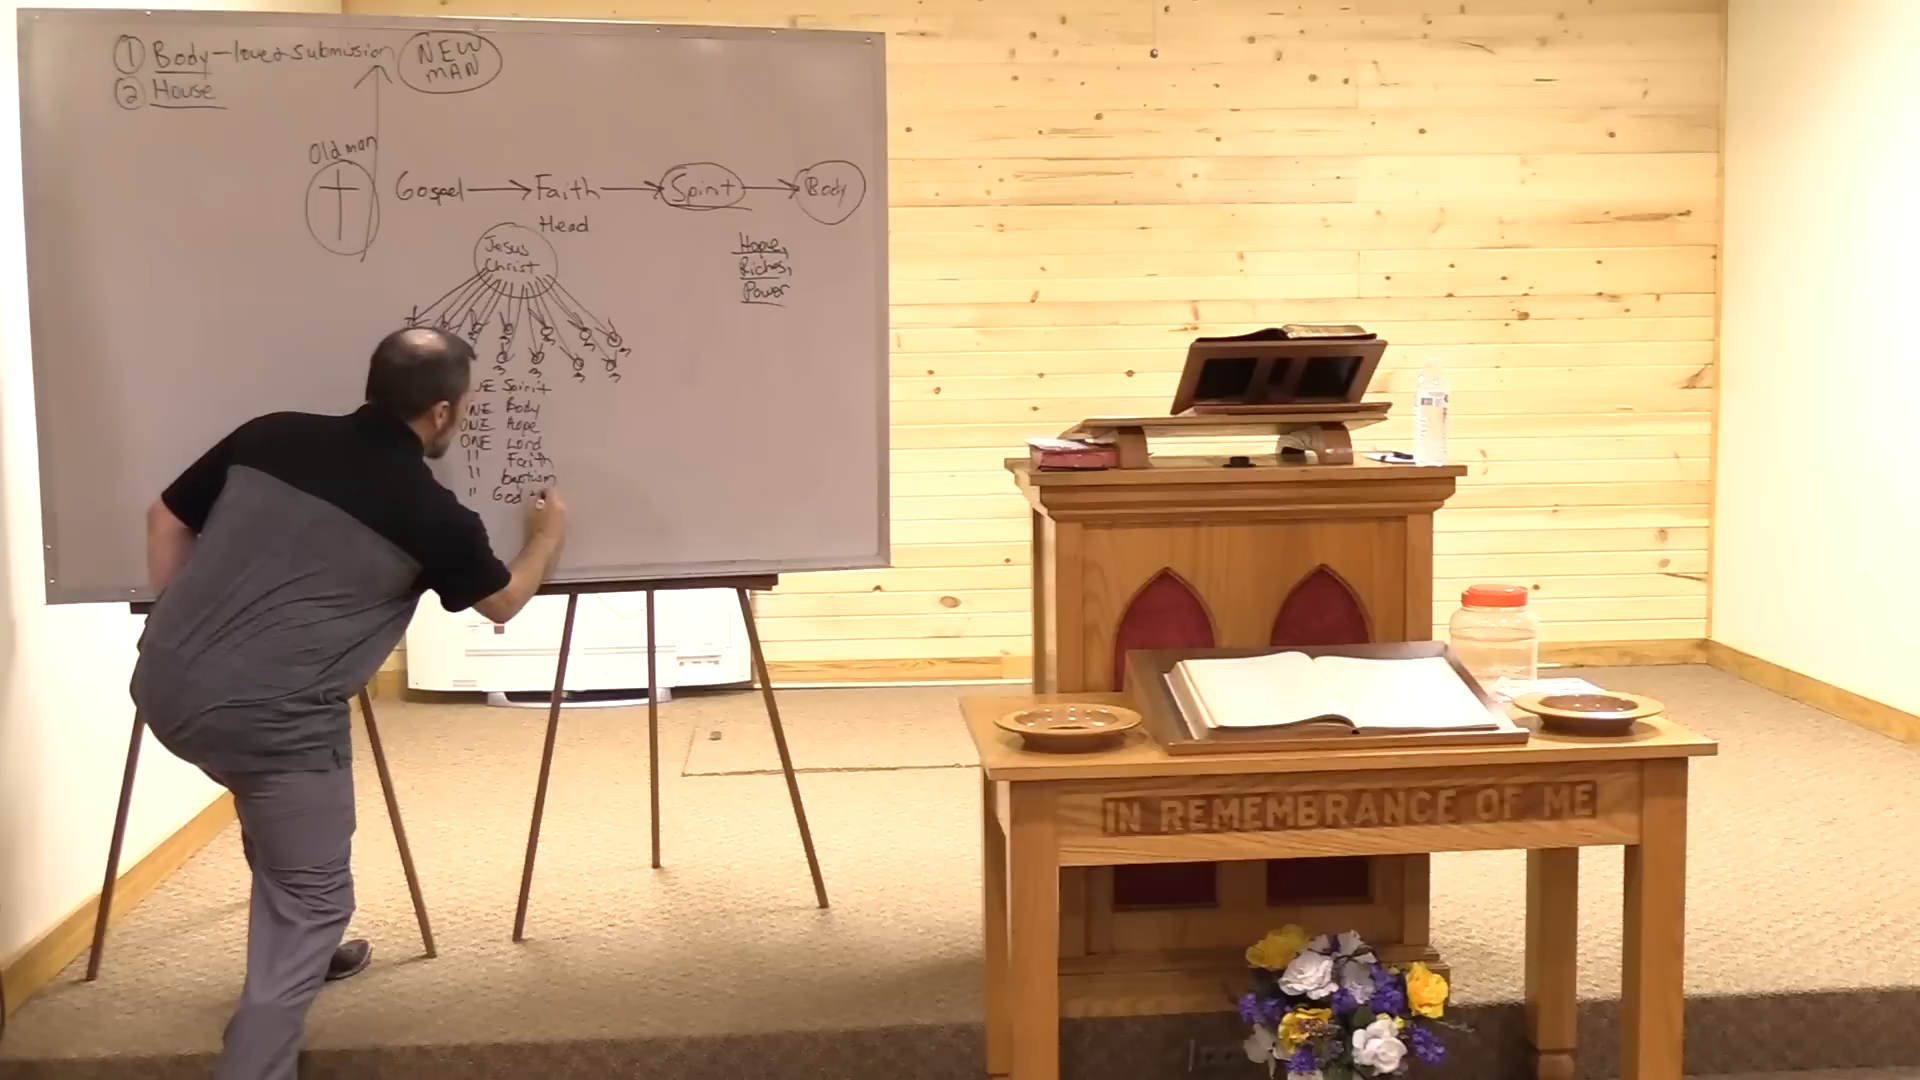 ① Body - love & submission
NEW
MAN
② House
Old man
Gospel → Faith → Spirit → Body
Head
Jesus
Christ
Hope,
Riches,
Power
Spirit
Body
ONE Hope
ONE Lord
" Faith
" baptism
" God
IN REMEMBRANCE OF ME